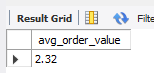 Result Grid Filte
avg_order_value
2.32